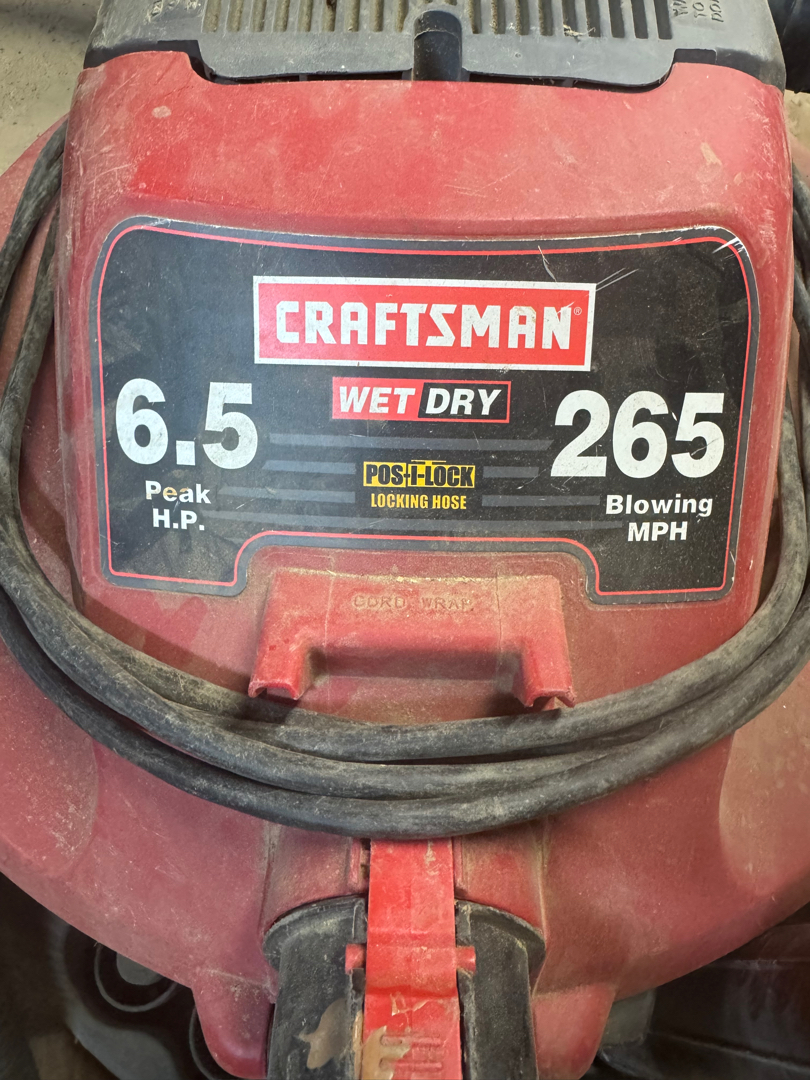 CRAFTSMAN®
WET DRY
6.5
Peak
H.P.
POS-I-LOCK
LOCKING HOSE
265
Blowing
MPH
CORD WRAP